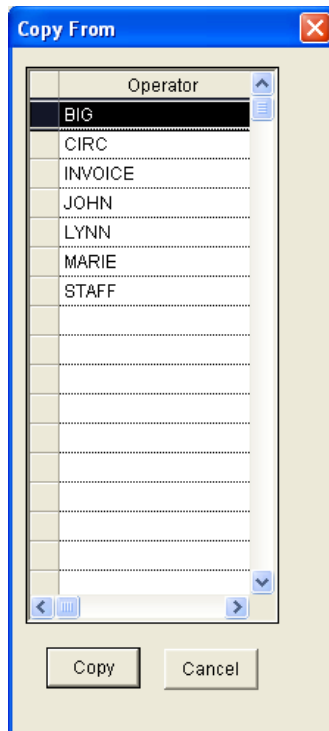 Copy From
Operator
BIG
CIRC
INVOICE
JOHN
LYNN
MARIE
STAFF
Copy Cancel